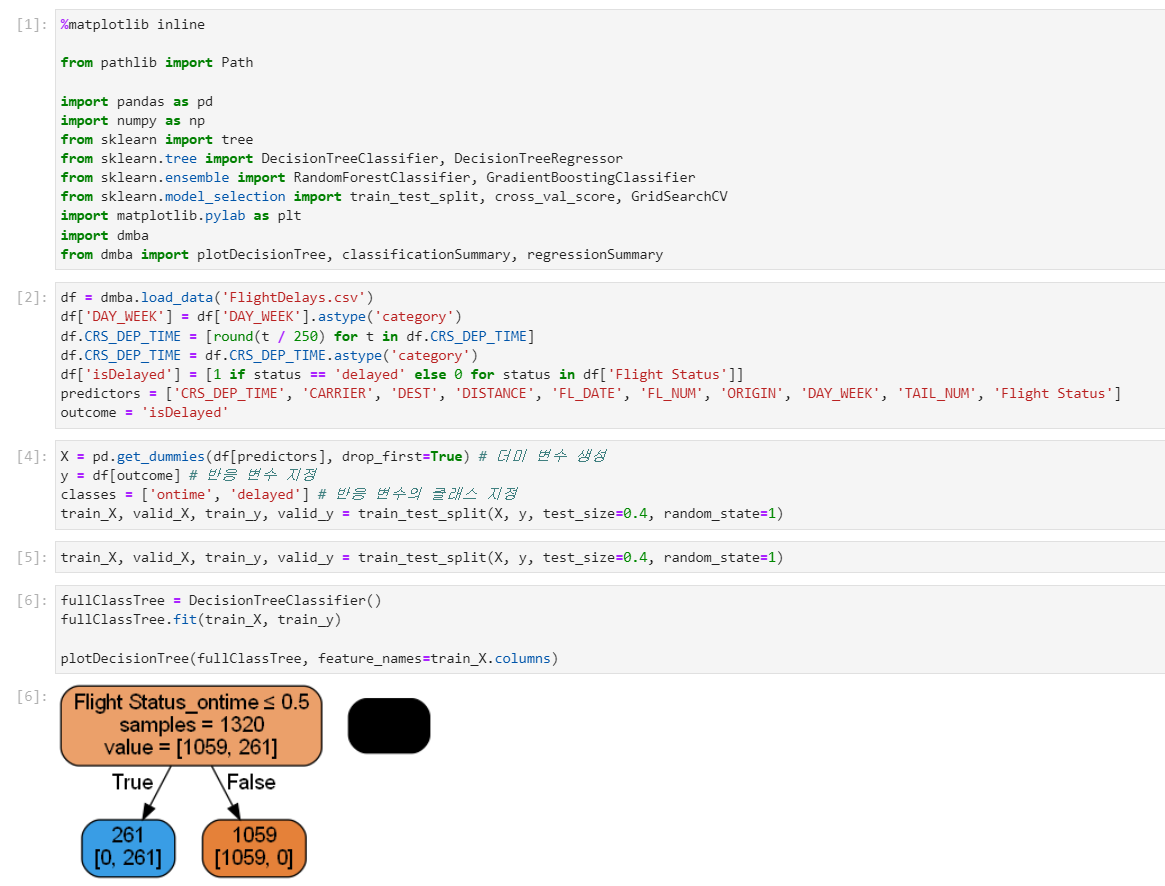 [1]: %matplotlib inline
from pathlib import Path
import pandas as pd
import numpy as np
from sklearn import tree
from sklearn.tree import DecisionTreeClassifier, DecisionTreeRegressor
from sklearn.ensemble import RandomForestClassifier, GradientBoostingClassifier
from sklearn.model_selection import train_test_split, cross_val_score, GridSearchCV
import matplotlib.pylab as plt
import dmba
from dmba import plotDecisionTree, classificationSummary, regressionSummary
[2]: df = dmba.load_data('FlightDelays.csv')
df['DAY_WEEK'] = df['DAY_WEEK'].astype('category')
df.CRS_DEP_TIME = [round(t / 250) for t in df.CRS_DEP_TIME]
df.CRS_DEP_TIME = df.CRS_DEP_TIME.astype('category')
df['isDelayed'] = [1 if status == 'delayed' else 0 for status in df['Flight Status']]
predictors = ['CRS_DEP_TIME', 'CARRIER', 'DEST', 'DISTANCE', 'FL_DATE', 'FL_NUM', 'ORIGIN', 'DAY_WEEK', 'TAIL_NUM', 'Flight Status']
outcome = 'isDelayed'
[4]: X = pd.get_dummies(df[predictors], drop_first=True) # 더미 변수 생성
y = df[outcome] # 반응 변수 지정
classes = ['ontime', 'delayed'] # 반응 변수의 클래스 지정
train_X, valid_X, train_y, valid_y = train_test_split(X, y, test_size=0.4, random_state=1)
[5]: train_X, valid_X, train_y, valid_y = train_test_split(X, y, test_size=0.4, random_state=1)
[6]: fullClassTree = DecisionTreeClassifier()
fullClassTree.fit(train_X, train_y)
plotDecisionTree(fullClassTree, feature_names=train_X.columns)
[6]: Flight Status_ontime ≤ 0.5
samples = 1320
value = [1059, 261]
True False
261 1059
[0, 261] [1059, 0]